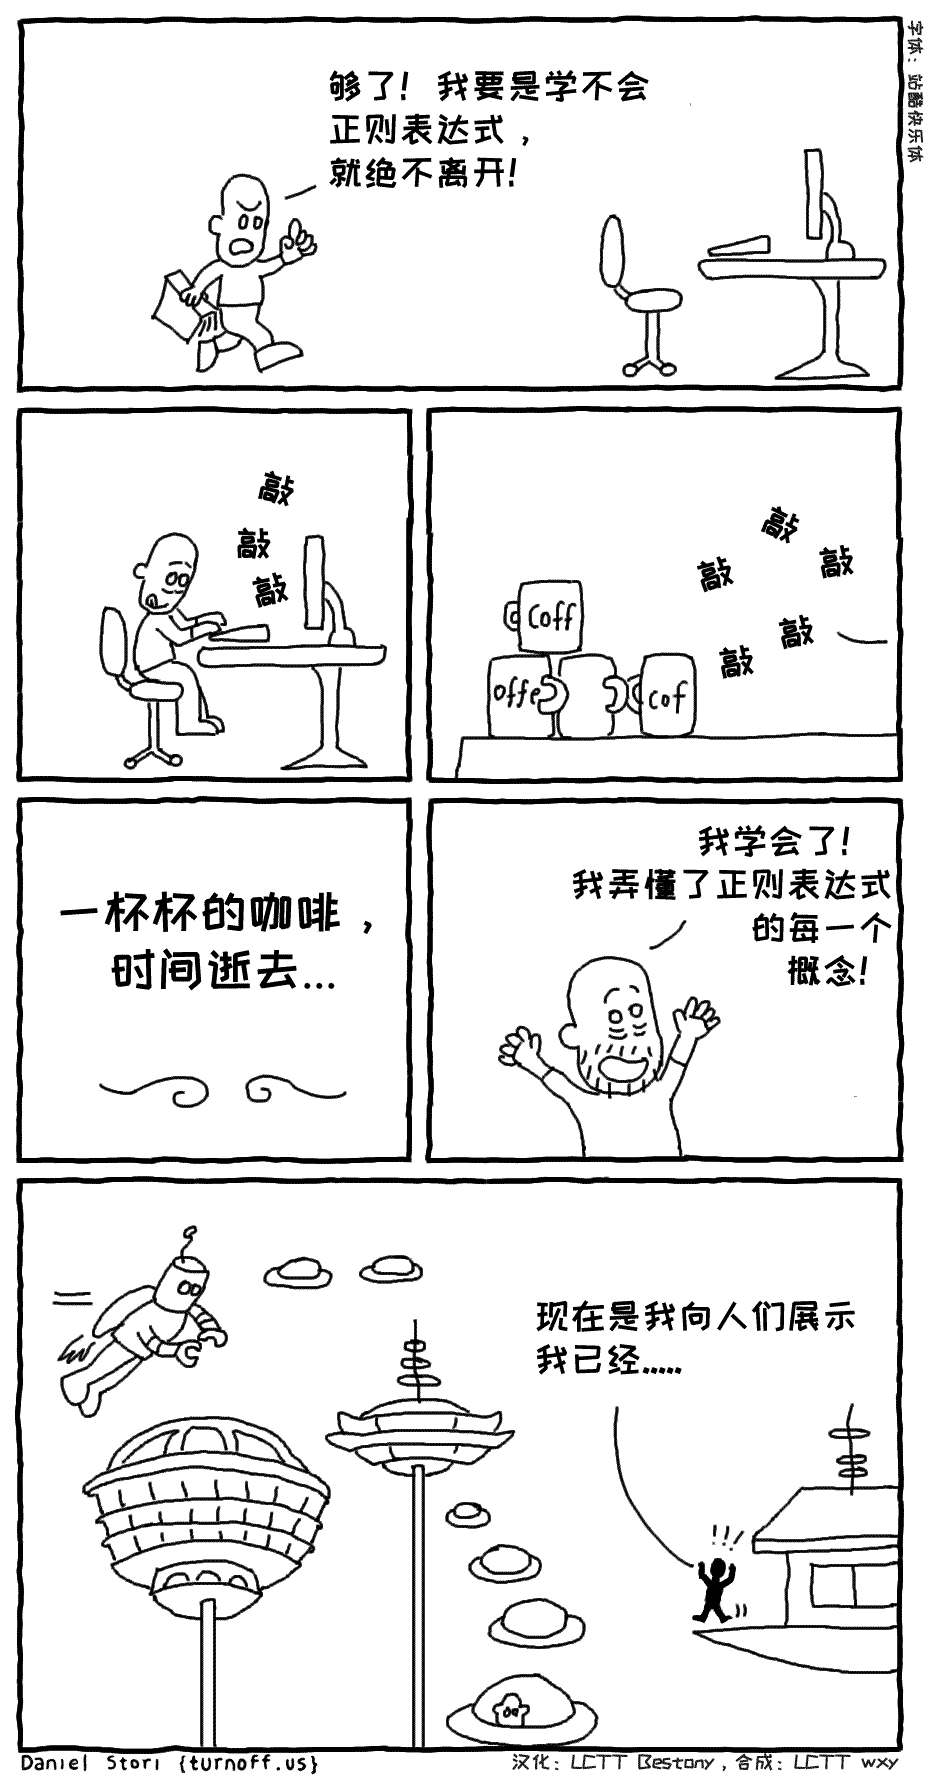 字体：站酷快乐体
够了！我要是学不会
正则表达式，
就绝不离开！
敲
敲
敲
敲
敲
敲
敲
敲
coff
offe
cof
一杯杯的咖啡，
时间逝去...
我学会了！
我弄懂了正则表达式
的每一个
概念！
现在是我向人们展示
我已经......
!!!
Daniel Stori {turnoff.us}
汉化：LCTT Bestony，合成：LCTT wxy